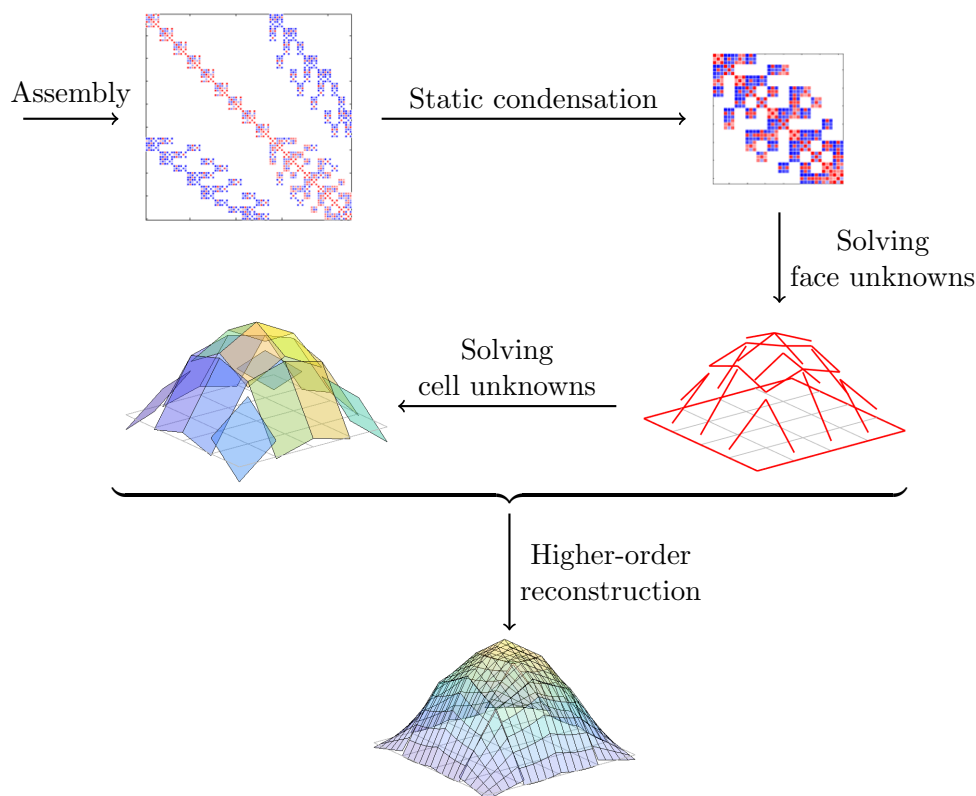 Assembly
Static condensation
Solving
face unknowns
Solving
cell unknowns
Higher-order
reconstruction